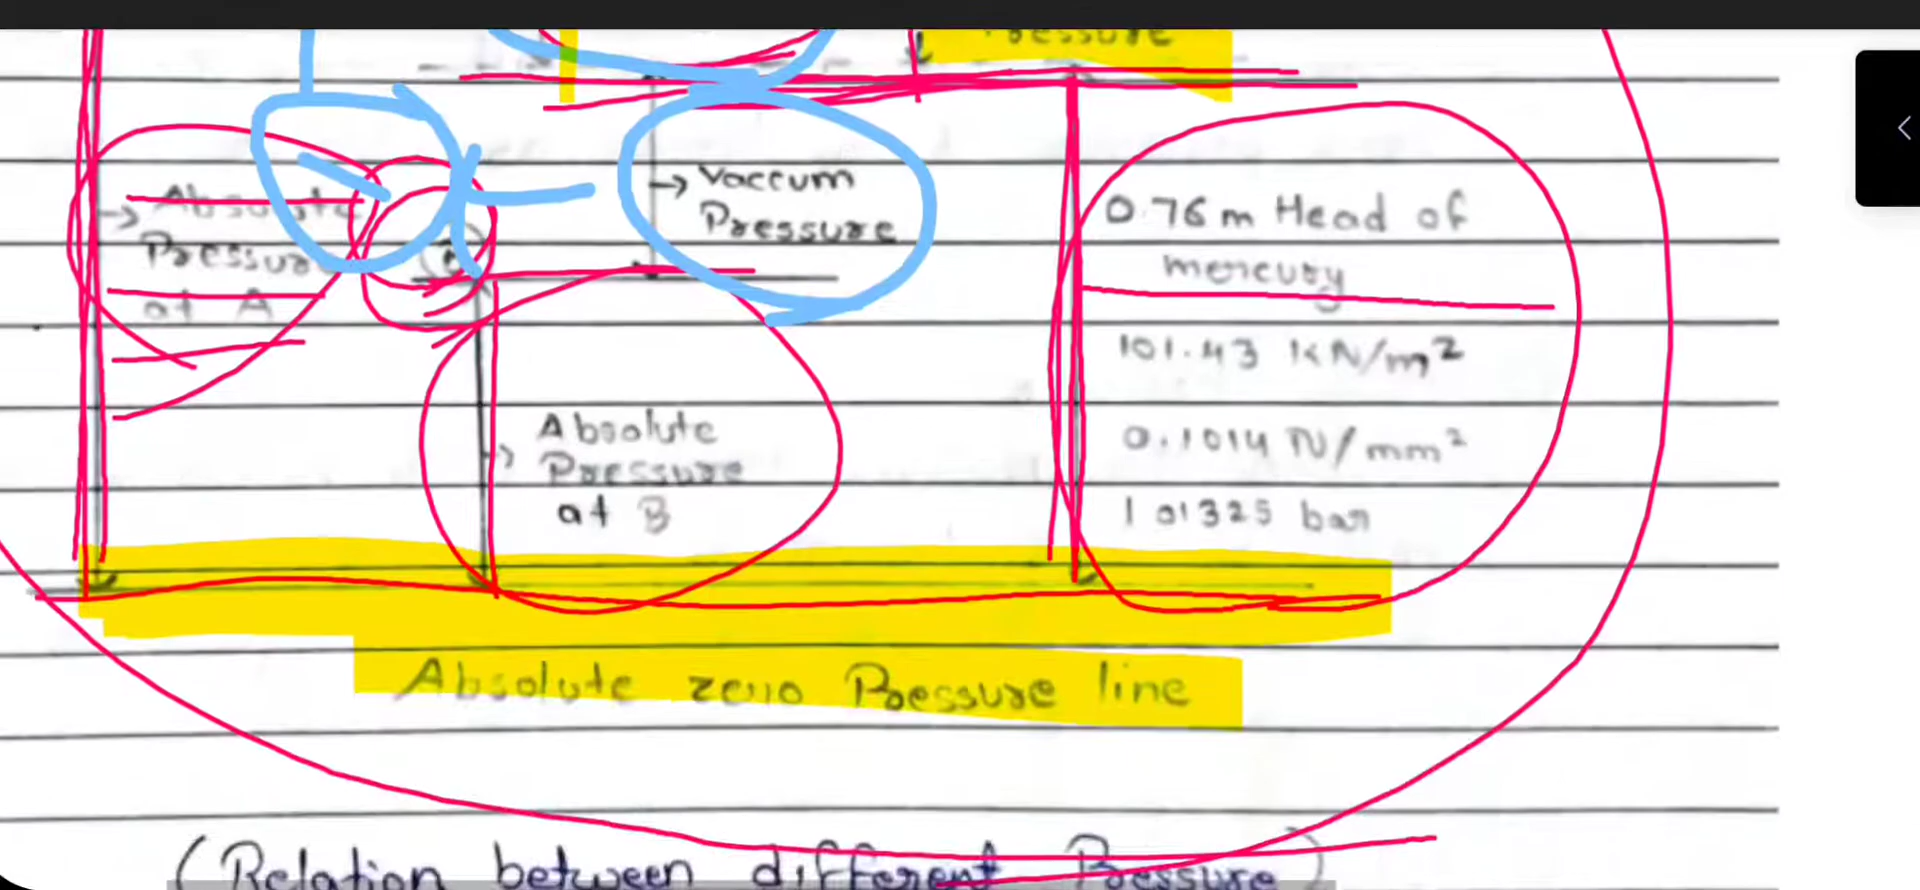 Pressure
→ Vaccum
Pressure
→ Absolute
Pressure
at A
0.76 m Head of
mercury
101.43 KN/m²
→ Absolute
Pressure
at B
0.1014 N/mm²
1.01325 bar
Absolute zero Pressure line
(Relation between different Pressure)